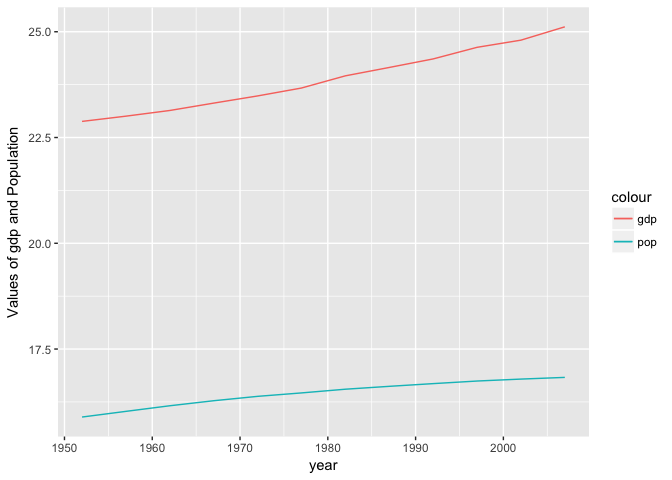 25.0
22.5
20.0
17.5
Values of gdp and Population
1950 1960 1970 1980 1990 2000
year
colour
gdp
pop